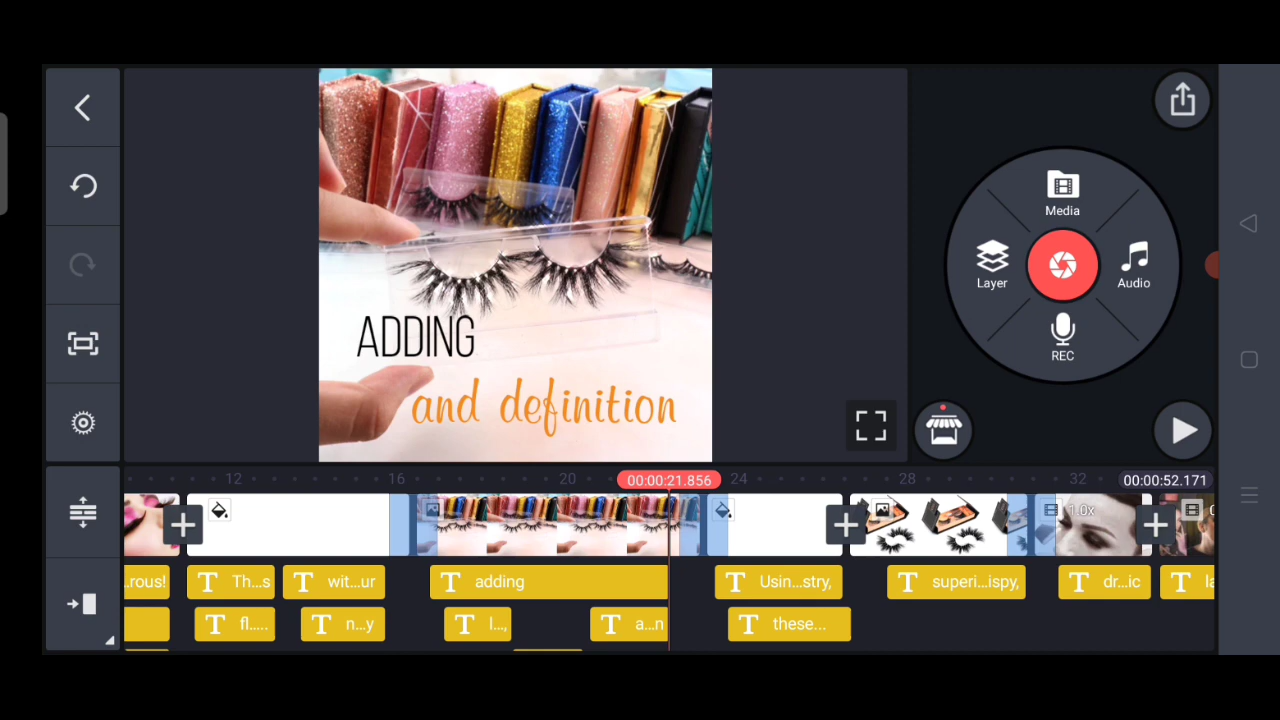 Media
Layer
Audio
REC
ADDING
and definition
12
16
20
00:00:21.856
24
28
32
00:00:52.171
1.0x
...rous!
Th...s
wit...ur
adding
Usin...stry,
superi...ispy,
dr...ic
fl.....
n...y
l...,
a...n
these...